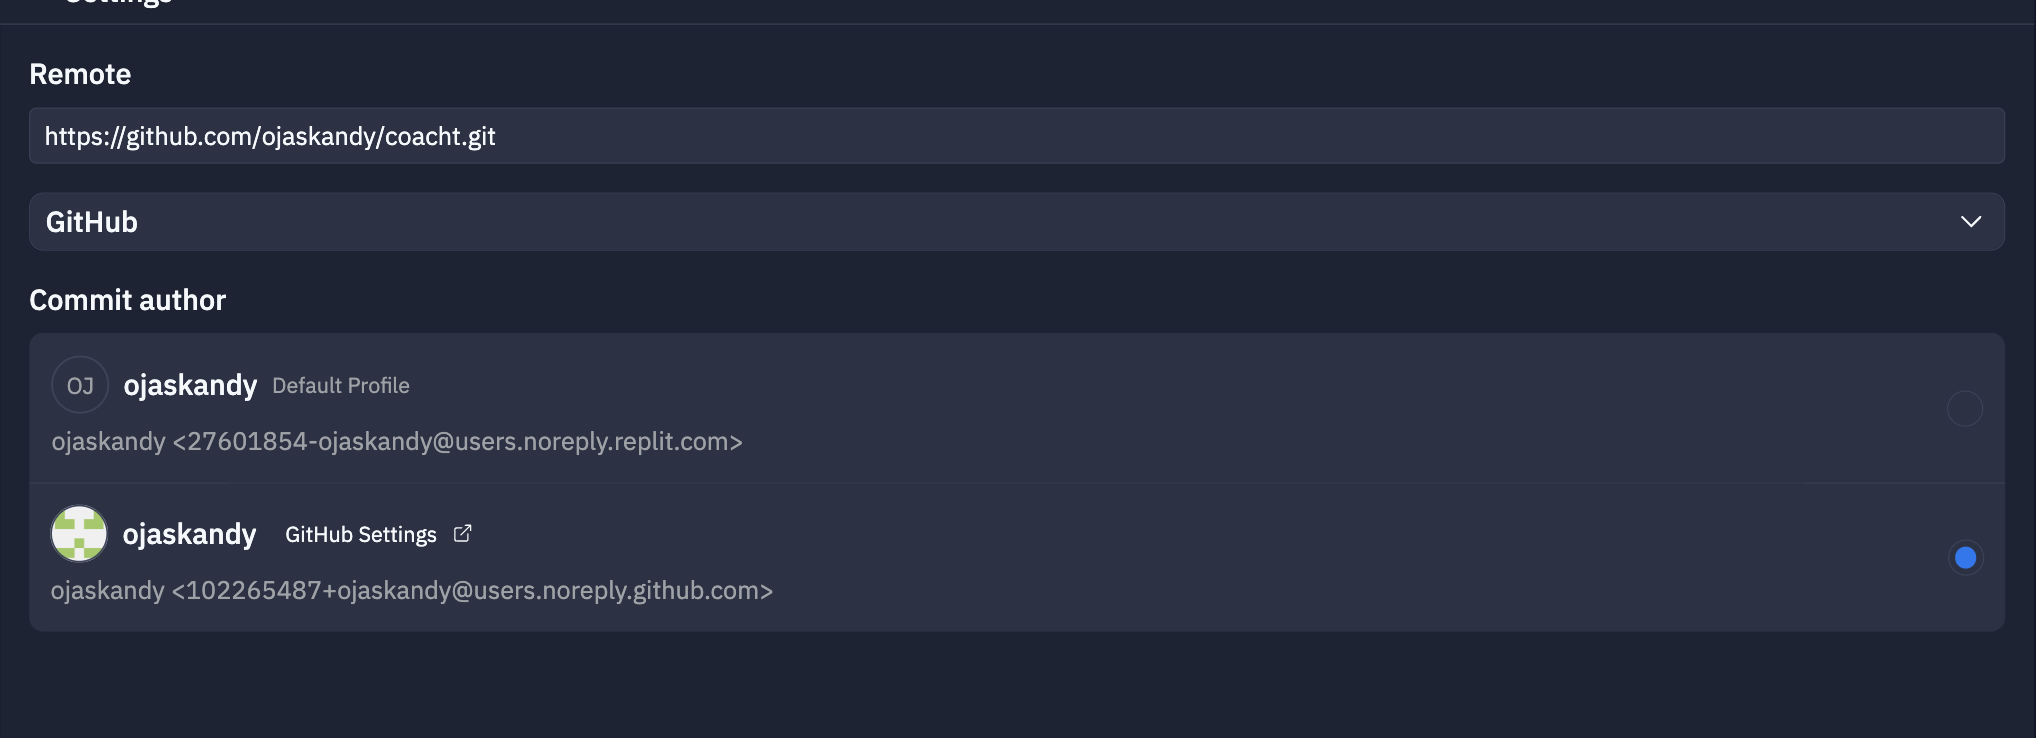 Settings
Remote
https://github.com/ojaskandy/coacht.git
GitHub
Commit author
OJ ojaskandy Default Profile
ojaskandy <27601854-ojaskandy@users.noreply.replit.com>
ojaskandy GitHub Settings
ojaskandy <102265487+ojaskandy@users.noreply.github.com>